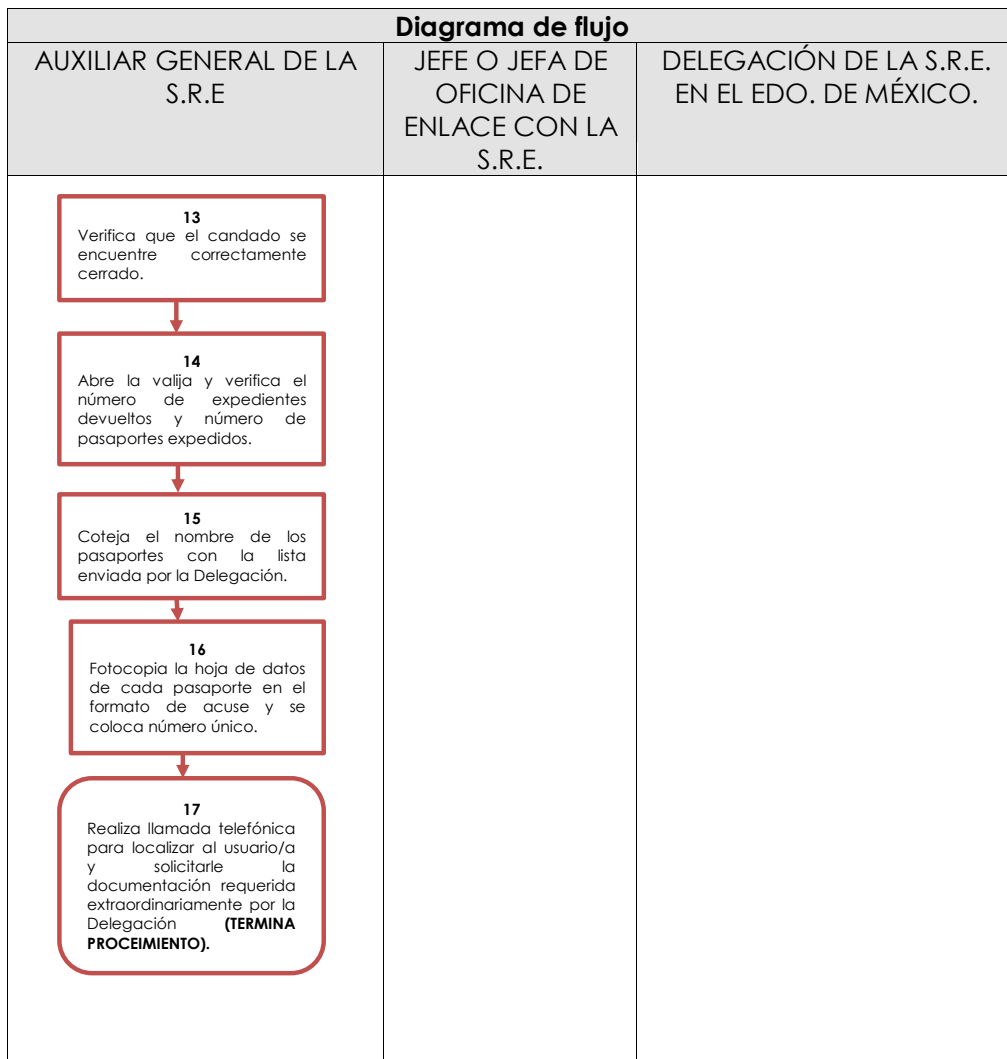 Diagrama de flujo
AUXILIAR GENERAL DE LA
S.R.E
JEFE O JEFA DE
OFICINA DE
ENLACE CON LA
S.R.E.
DELEGACIÓN DE LA S.R.E.
EN EL EDO. DE MÉXICO.
13
Verifica que el candado se
encuentre correctamente
cerrado.
14
Abre la valija y verifica el
número de expedientes
devueltos y número de
pasaportes expedidos.
15
Coteja el nombre de los
pasaportes con la lista
enviada por la Delegación.
16
Fotocopia la hoja de datos
de cada pasaporte en el
formato de acuse y se
coloca número único.
17
Realiza llamada telefónica
para localizar al usuario/a
y solicitarle la
documentación requerida
extraordinariamente por la
Delegación (TERMINA
PROCEIMIENTO).